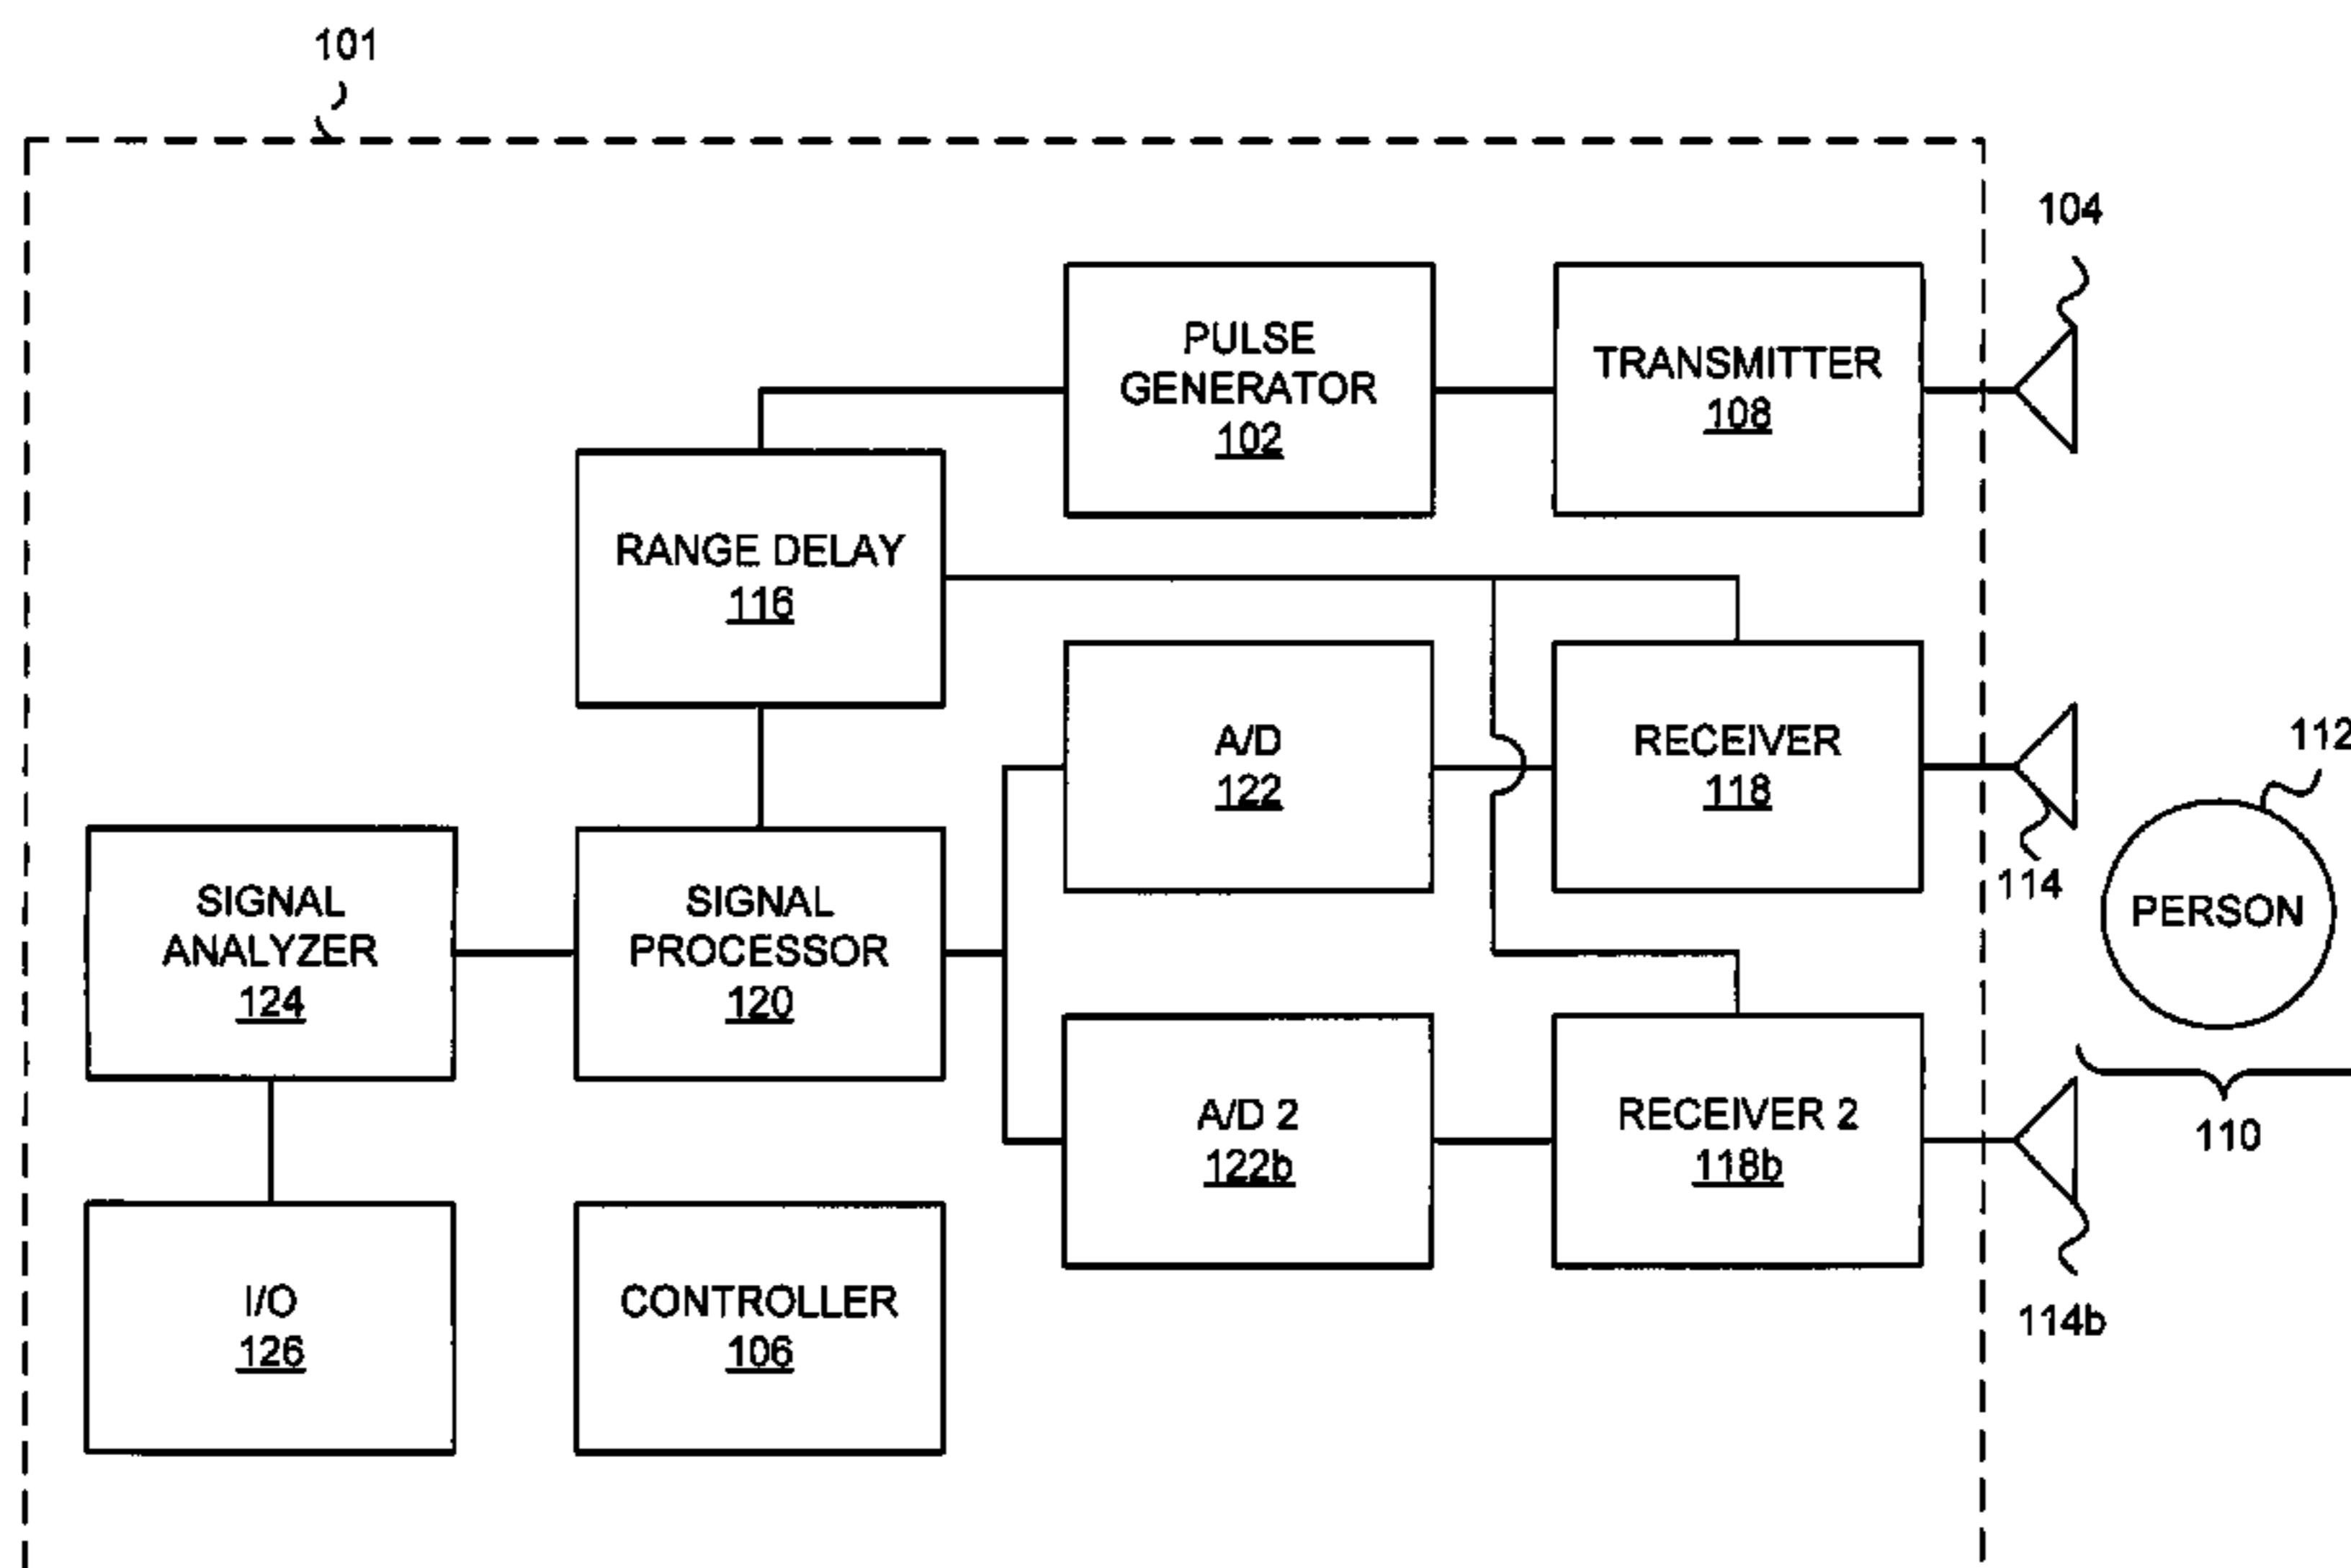 101
104
PULSE
GENERATOR
102
TRANSMITTER
108
RANGE DELAY
116
A/D
122
RECEIVER
118
112
114
PERSON
SIGNAL
ANALYZER
124
SIGNAL
PROCESSOR
120
A/D 2
122b
RECEIVER 2
118b
110
114b
I/O
126
CONTROLLER
106